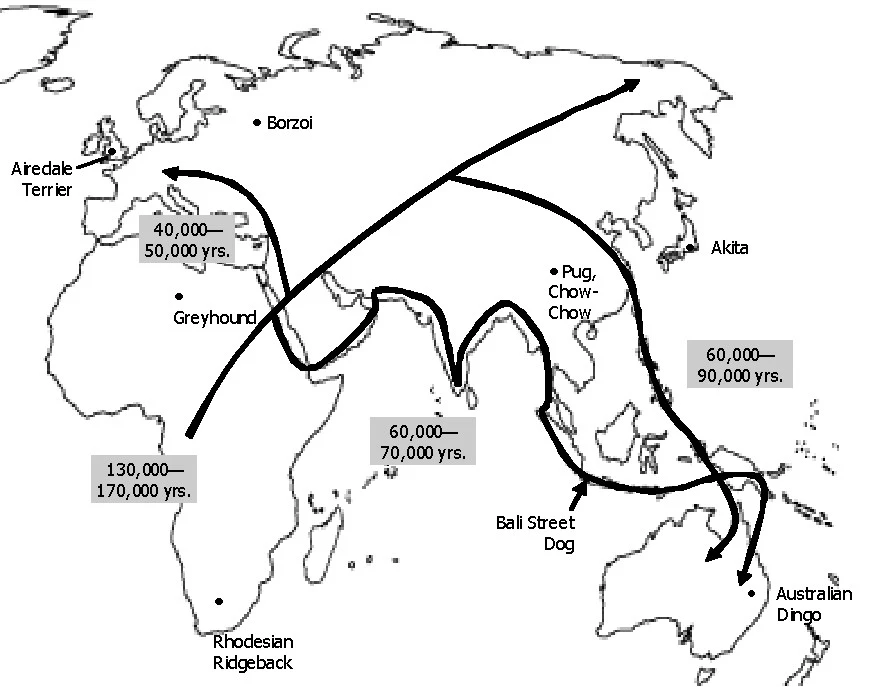 Borzoi
Airedale
Terrier
40,000—
50,000 yrs.
Akita
Pug,
Chow-
Chow
Greyhound
60,000—
90,000 yrs.
60,000—
70,000 yrs.
130,000—
170,000 yrs.
Bali Street
Dog
Australian
Dingo
Rhodesian
Ridgeback